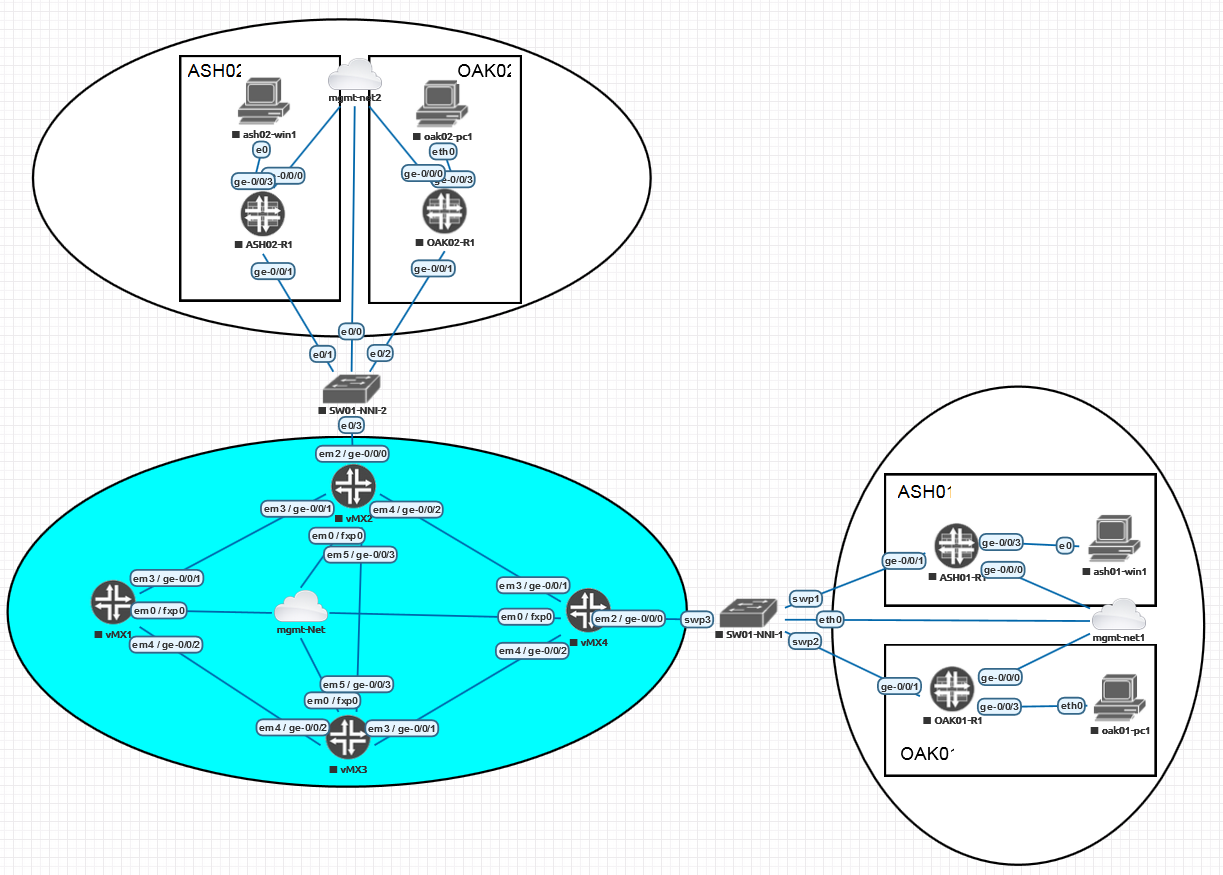 ASH02
OAK02
mgmt-net2
ash02-win1
oak02-pc1
e0
eth0
-0/0/0
ge-0/0/3
ge-0/0/0
ge-0/0/3
ASH02-R1
OAK02-R1
ge-0/0/1
ge-0/0/1
e0/0
e0/1
e0/2
SW01-NNI-2
e0/3
em2 / ge-0/0/0
em3 / ge-0/0/1
em4 / ge-0/0/2
vMX2
em0 / fxp0
em5 / ge-0/0/3
em3 / ge-0/0/1
em0 / fxp0
vMX1
em4 / ge-0/0/2
mgmt-Net
em3 / ge-0/0/1
em0 / fxp0
em2 / ge-0/0/0
vMX4
em4 / ge-0/0/2
em5 / ge-0/0/3
em0 / fxp0
em4 / ge-0/0/2
em3 / ge-0/0/1
vMX3
swp3
SW01-NNI-1
swp1
eth0
swp2
ASH01
ge-0/0/1
ge-0/0/3
e0
ASH01-R1
ge-0/0/0
ash01-win1
mgmt-net1
ge-0/0/1
ge-0/0/0
ge-0/0/3
eth0
OAK01-R1
oak01-pc1
OAK01